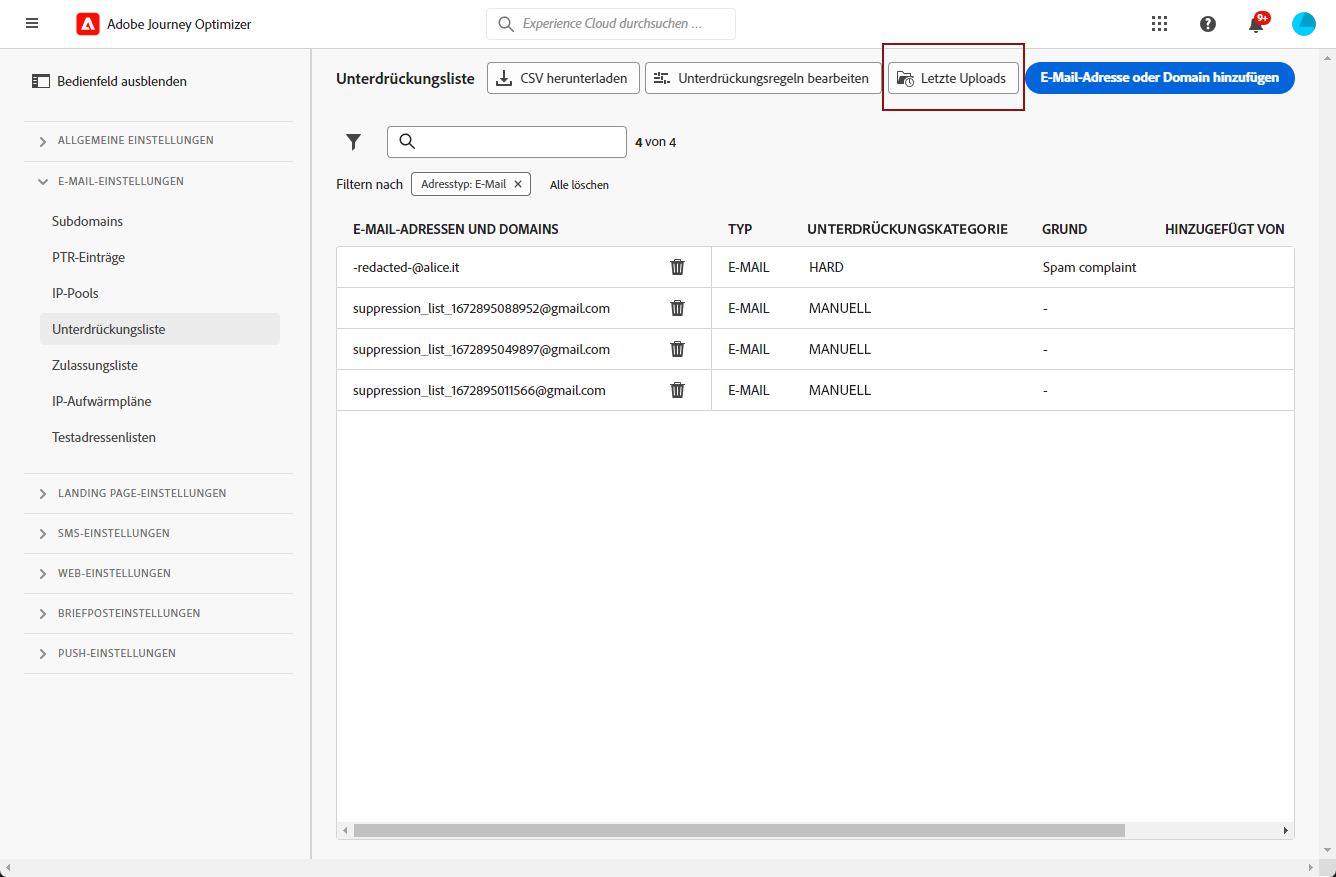 Adobe Journey Optimizer
Experience Cloud durchsuchen ...
9+
Bedienfeld ausblenden
ALLGEMEINE EINSTELLUNGEN
E-MAIL-EINSTELLUNGEN
Subdomains
PTR-Einträge
IP-Pools
Unterdrückungsliste
Zulassungsliste
IP-Aufwärmpläne
Testadressenlisten
LANDING PAGE-EINSTELLUNGEN
SMS-EINSTELLUNGEN
WEB-EINSTELLUNGEN
BRIEFPOSTEINSTELLUNGEN
PUSH-EINSTELLUNGEN
Unterdrückungsliste CSV herunterladen Unterdrückungsregeln bearbeiten Letzte Uploads E-Mail-Adresse oder Domain hinzufügen
4 von 4
Filtern nach Adresstyp: E-Mail Alle löschen
E-MAIL-ADRESSEN UND DOMAINS TYP UNTERDRÜCKUNGSKATEGORIE GRUND HINZUGEFÜGT VON
-redacted-@alice.it E-MAIL HARD Spam complaint
suppression_list_1672895088952@gmail.com E-MAIL MANUELL -
suppression_list_1672895049897@gmail.com E-MAIL MANUELL -
suppression_list_1672895011566@gmail.com E-MAIL MANUELL -